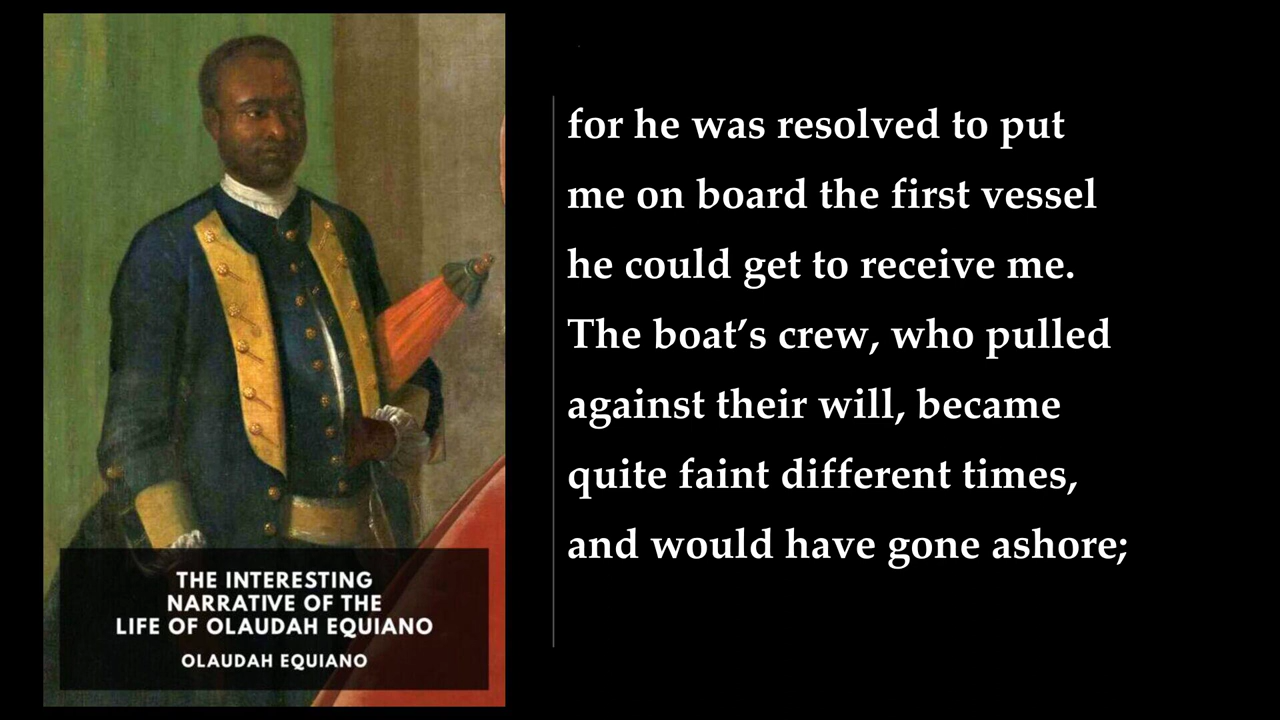 for he was resolved to put
me on board the first vessel
he could get to receive me.
The boat’s crew, who pulled
against their will, became
quite faint different times,
and would have gone ashore;
THE INTERESTING
NARRATIVE OF THE
LIFE OF OLAUDAH EQUIANO
OLAUDAH EQUIANO